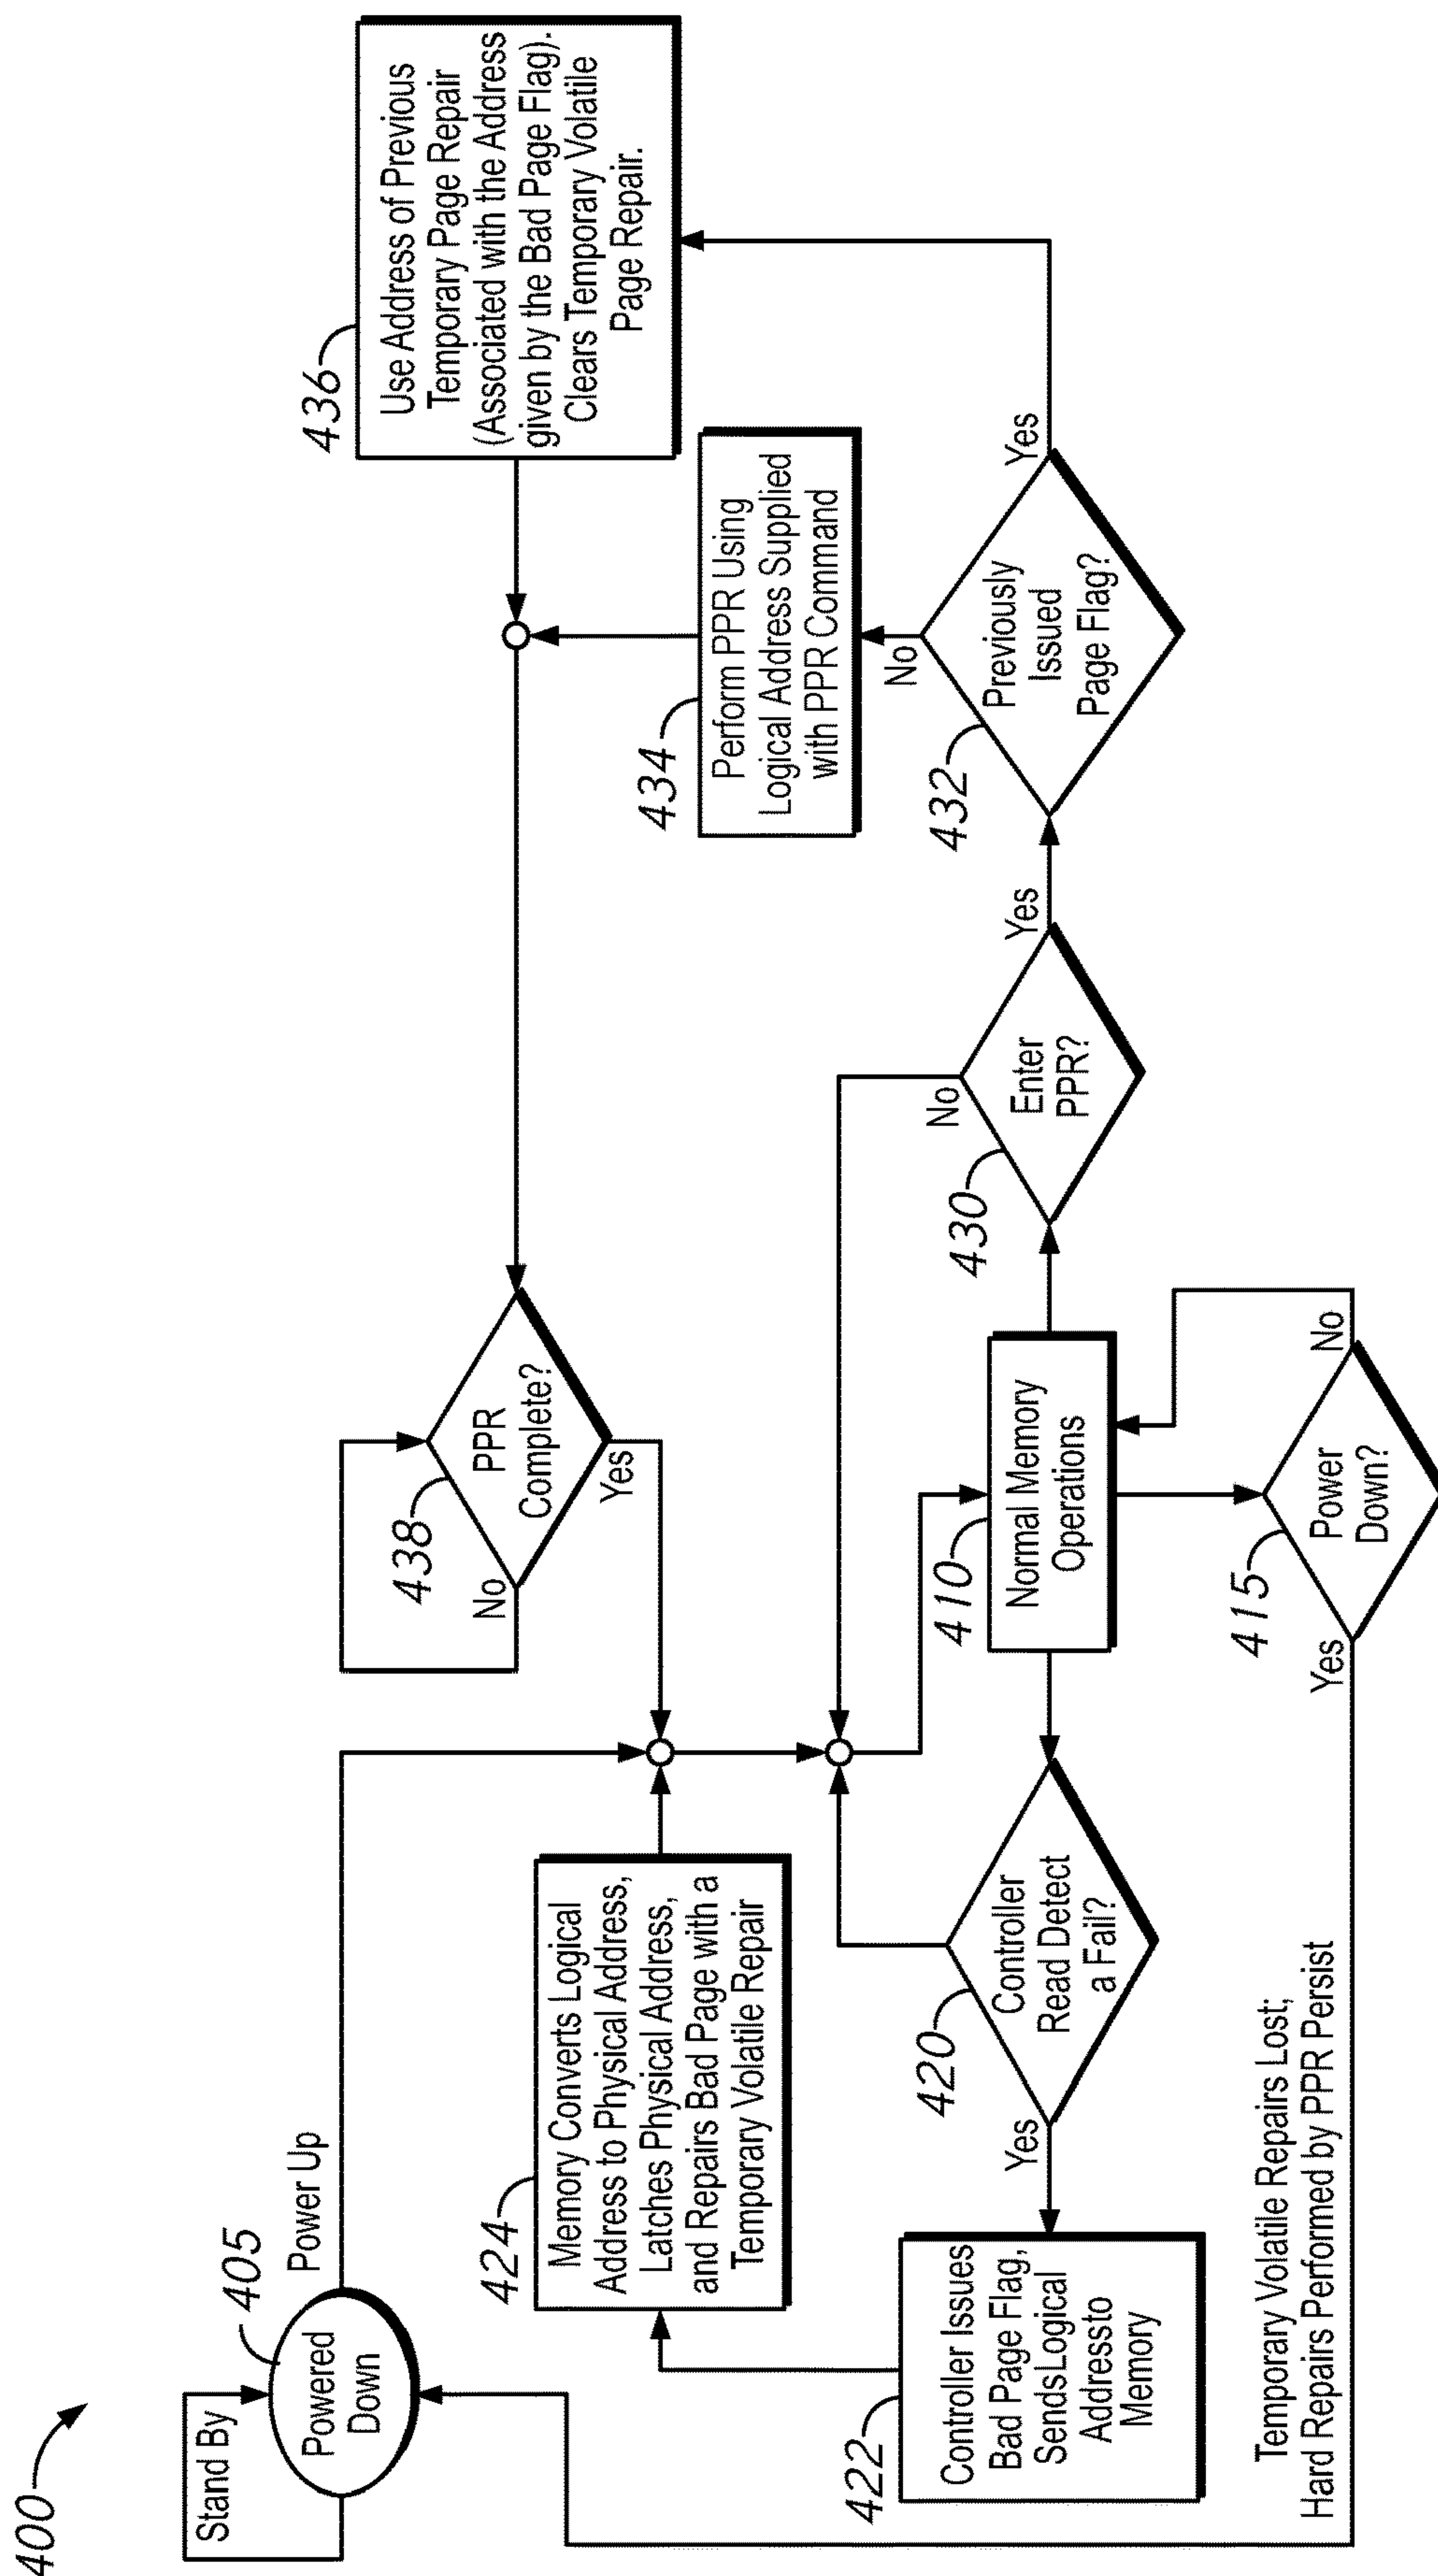 400
Stand By
Powered
Down
405
Power Up
424
Memory Converts Logical
Address to Physical Address,
Latches Physical Address,
and Repairs Bad Page with a
Temporary Volatile Repair
438
PPR
Complete?
No
Yes
436
Use Address of Previous
Temporary Page Repair
(Associated with the Address
given by the Bad Page Flag).
Clears Temporary Volatile
Page Repair.
434
Perform PPR Using
Logical Address Supplied
with PPR Command
422
Controller Issues
Bad Page Flag,
SendsLogical
Addressto
Memory
420
Controller
Read Detect
a Fail?
Yes
410
Normal Memory
Operations
430
Enter
PPR?
No
Yes
432
Previously
Issued
Page Flag?
No
Yes
415
Power
Down?
Yes
No
Temporary Volatile Repairs Lost;
Hard Repairs Performed by PPR Persist